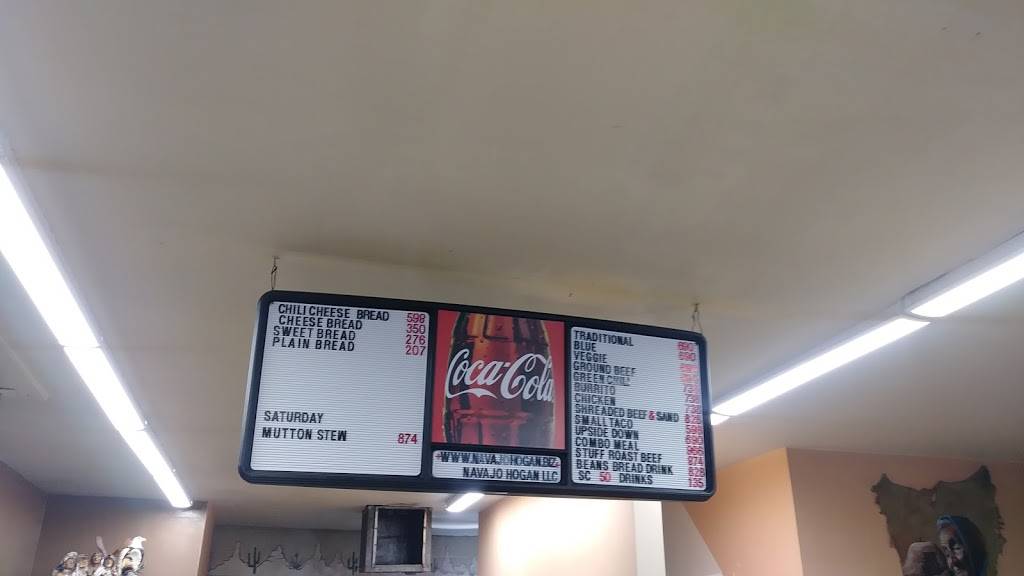 CHILI CHEESE BREAD 598
CHEESE BREAD 350
SWEET BREAD 276
PLAIN BREAD 207
SATURDAY
MUTTON STEW 874
Coca-Cola
WWW.NAVAJOHOGAN.BIZ
NAVAJO HOGAN LLC
TRADITIONAL 690
BLUE 690
VEGGIE
GROUND BEEF
GREEN CHILI
BURRITO
CHICKEN
SHREADED BEEF & SAND
SMALL TACO
UPSIDE DOWN 690
COMBO MEAL
STUFF ROAST BEEF 874
BEANS BREAD DRINK
SC 50 DRINKS 135